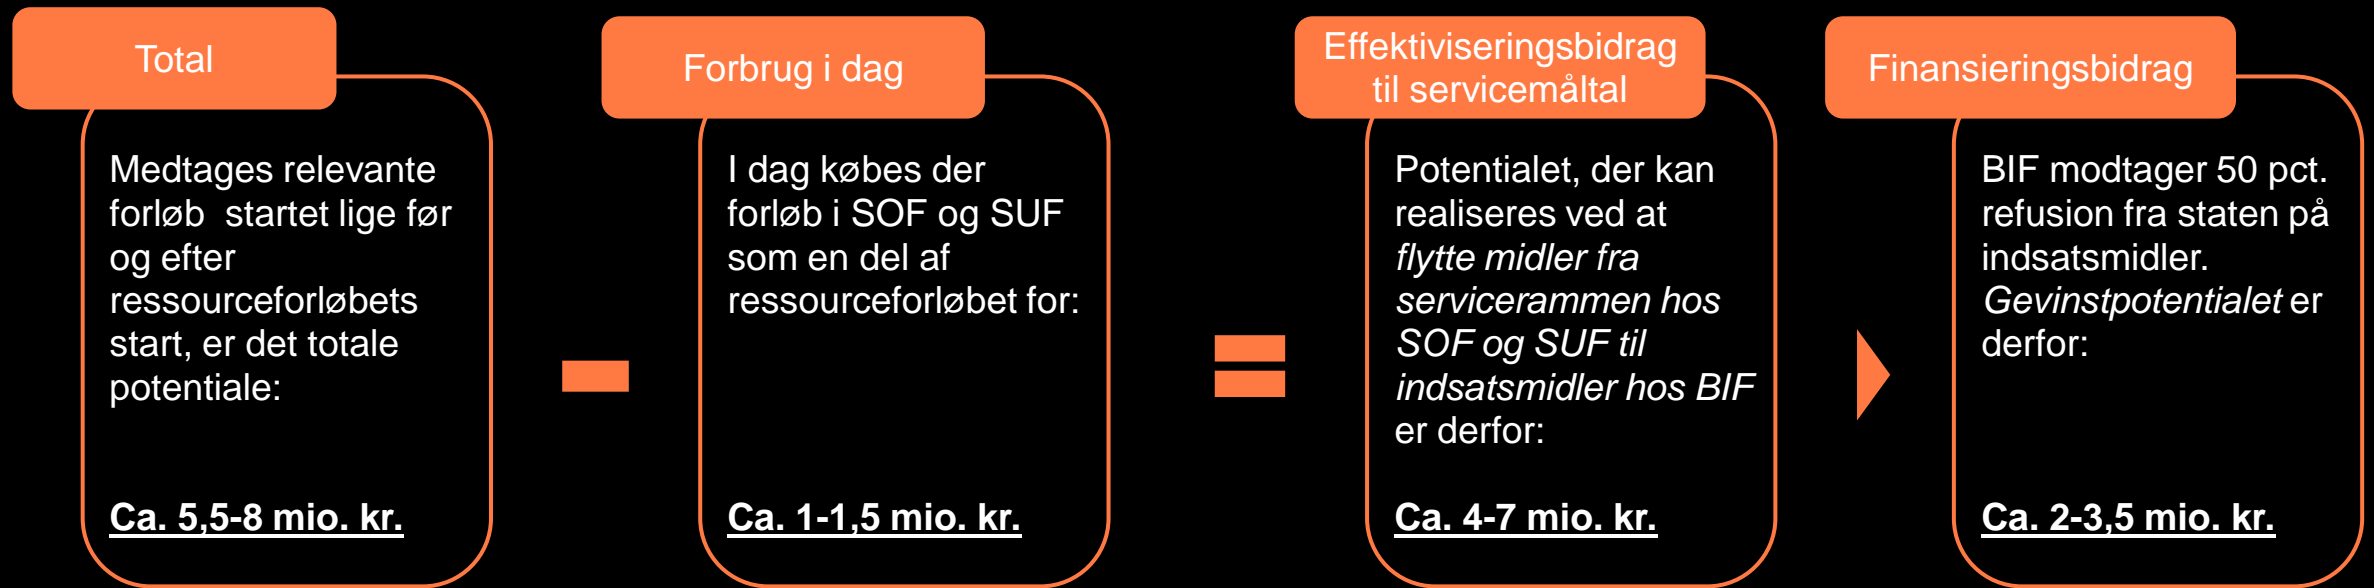 Total
Medtages relevante
forløb  startet lige før
og efter
ressourceforløbets
start, er det totale
potentiale:
Ca. 5,5-8 mio. kr.
Forbrug i dag
I dag købes der
forløb i SOF og SUF
som en del af
ressourceforløbet for:
Ca. 1-1,5 mio. kr.
Effektiviseringsbidrag
til servicemåltal
Potentialet, der kan
realiseres ved at
flytte midler fra
servicerammen hos
SOF og SUF til
indsatsmidler hos BIF
er derfor:
Ca. 4-7 mio. kr.
Finansieringsbidrag
BIF modtager 50 pct.
refusion fra staten på
indsatsmidler.
Gevinstpotentialet er
derfor:
Ca. 2-3,5 mio. kr.